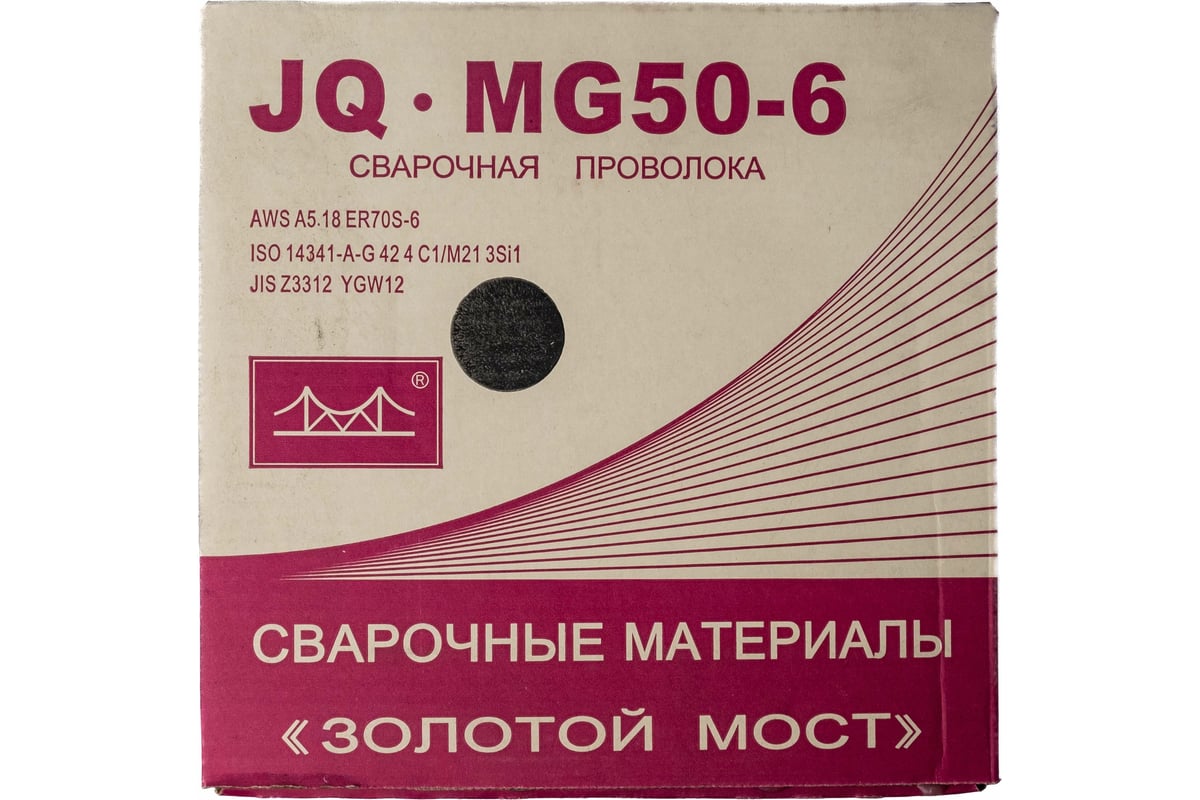 JQ·MG50-6
СВАРОЧНАЯ ПРОВОЛОКА
AWS A5.18 ER70S-6
ISO 14341-A-G 42 4 C1/M21 3Si1
JIS Z3312 YGW12
®
СВАРОЧНЫЕ МАТЕРИАЛЫ
«ЗОЛОТОЙ МОСТ»